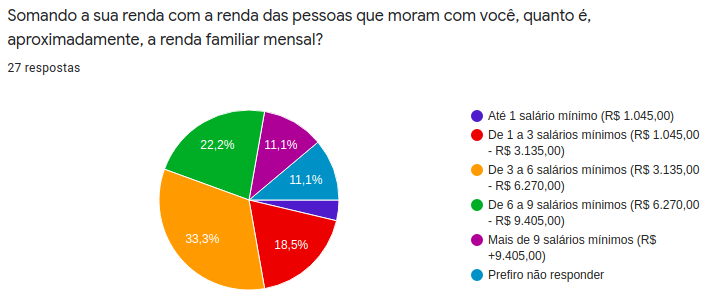 Somando a sua renda com a renda das pessoas que moram com você, quanto é,
aproximadamente, a renda familiar mensal?
27 respostas
22,2%
11,1%
11,1%
33,3%
18,5%
Até 1 salário mínimo (R$ 1.045,00)
De 1 a 3 salários mínimos (R$ 1.045,00
- R$ 3.135,00)
De 3 a 6 salários mínimos (R$ 3.135,00
- R$ 6.270,00)
De 6 a 9 salários mínimos (R$ 6.270,00
- R$ 9.405,00)
Mais de 9 salários mínimos (R$
+9.405,00)
Prefiro não responder